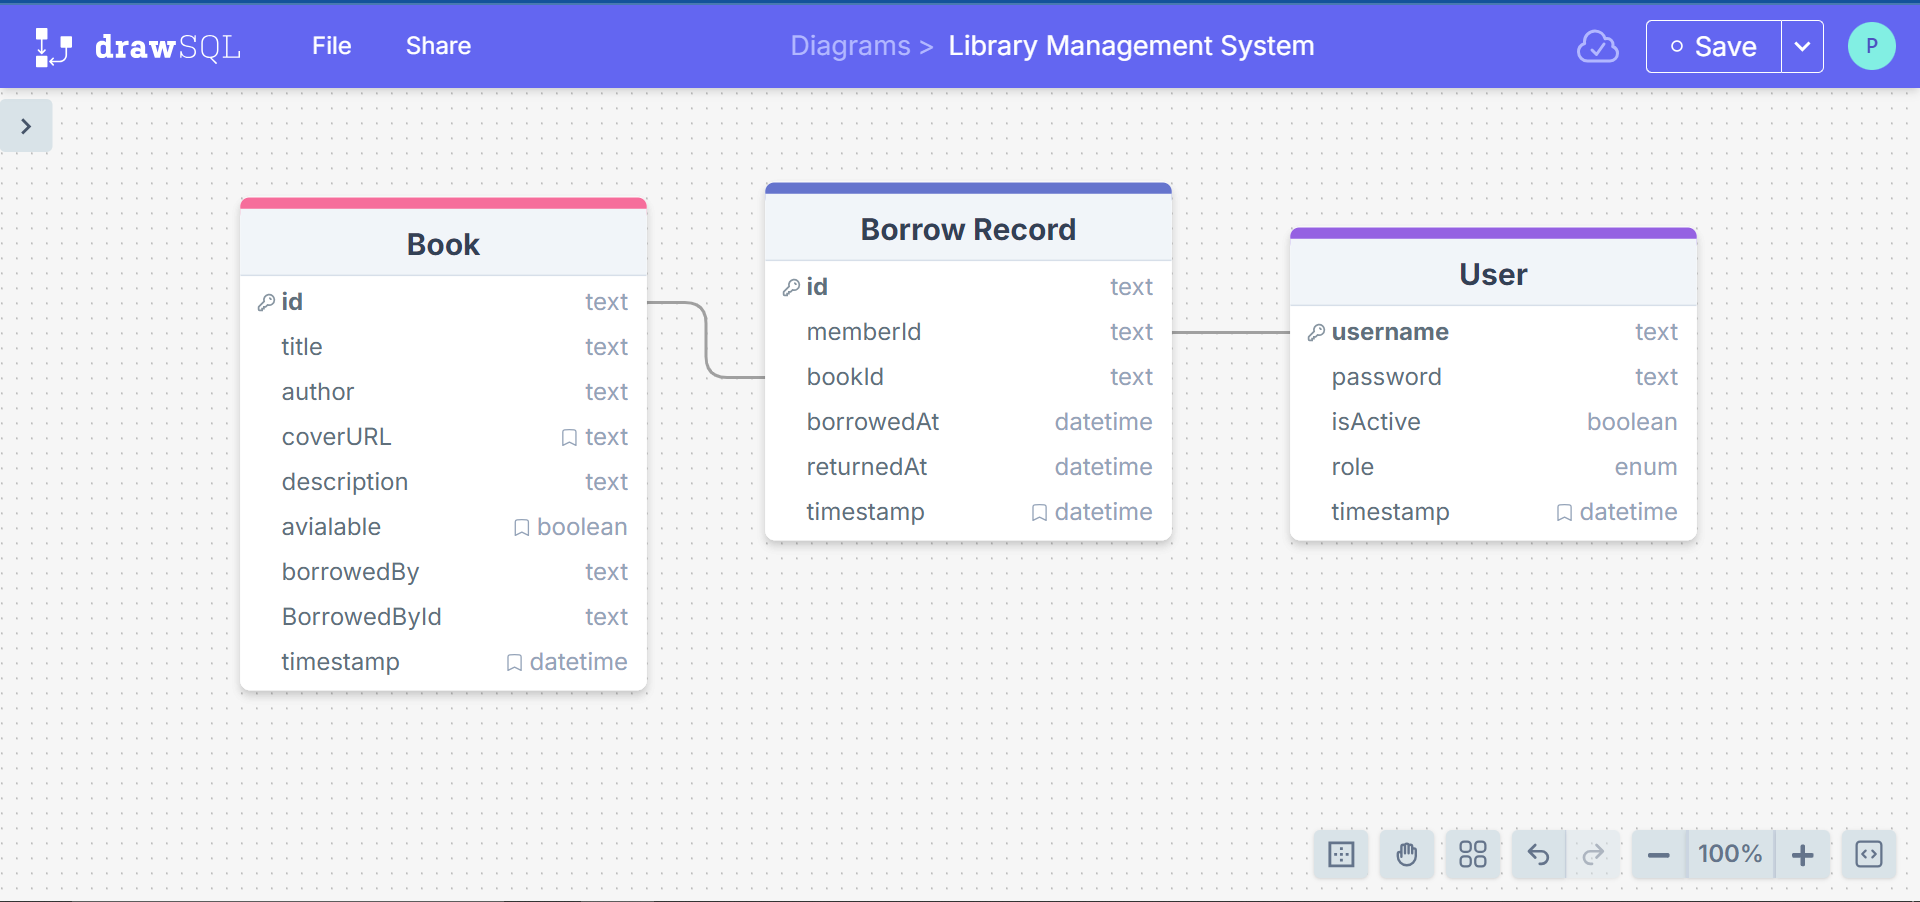 drawSQL File Share Diagrams > Library Management System Save P
Book
id text
title text
author text
coverURL text
description text
avialable boolean
borrowedBy text
BorrowedById text
timestamp datetime
Borrow Record
id text
memberId text
bookId text
borrowedAt datetime
returnedAt datetime
timestamp datetime
User
username text
password text
isActive boolean
role enum
timestamp datetime
100%